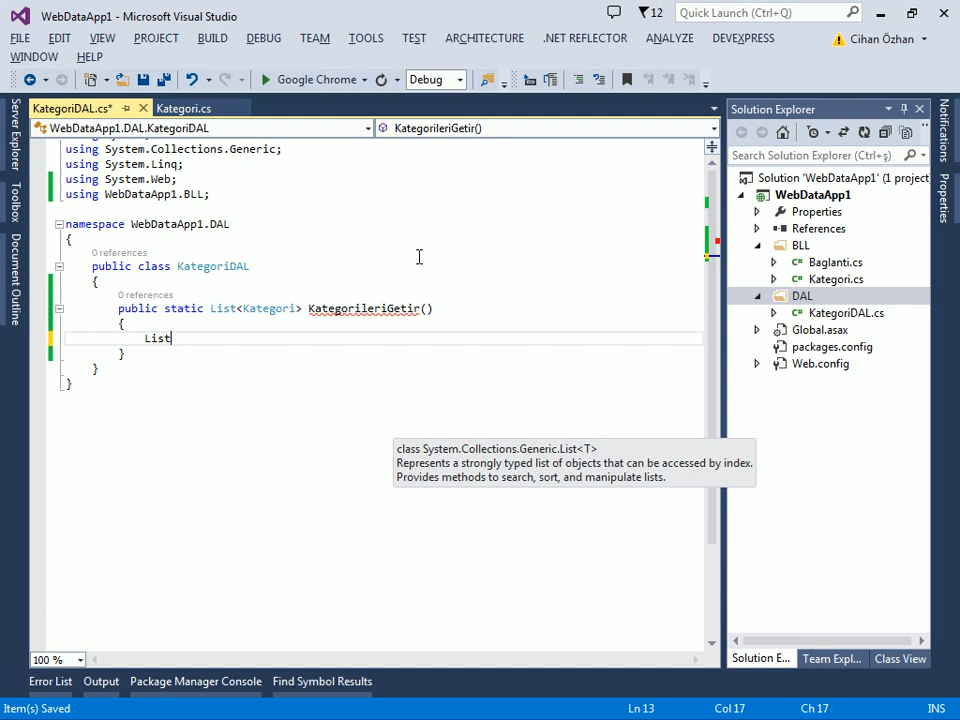 WebDataApp1 - Microsoft Visual Studio
12
Quick Launch (Ctrl+Q)
FILE EDIT VIEW PROJECT BUILD DEBUG TEAM TOOLS TEST ARCHITECTURE .NET REFLECTOR ANALYZE DEVEXPRESS
Cihan Özhan
WINDOW HELP
Google Chrome
Debug
Server Explorer
Toolbox
Document Outline
KategoriDAL.cs*
Kategori.cs
WebDataApp1.DAL.KategoriDAL
KategorileriGetir()
using System.Collections.Generic;
using System.Linq;
using System.Web;
using WebDataApp1.BLL;
namespace WebDataApp1.DAL
{
0 references
public class KategoriDAL
{
0 references
public static List<Kategori> KategorileriGetir()
{
List
}
}
}
class System.Collections.Generic.List<T>
Represents a strongly typed list of objects that can be accessed by index.
Provides methods to search, sort, and manipulate lists.
100 %
Solution Explorer
Search Solution Explorer (Ctrl+ş)
Solution 'WebDataApp1' (1 project)
WebDataApp1
Properties
References
BLL
C# Baglanti.cs
C# Kategori.cs
DAL
C# KategoriDAL.cs
Global.asax
packages.config
Web.config
Solution E... Team Expl... Class View
Notifications
Properties
Error List Output Package Manager Console Find Symbol Results
Item(s) Saved
Ln 13 Col 17 Ch 17 INS